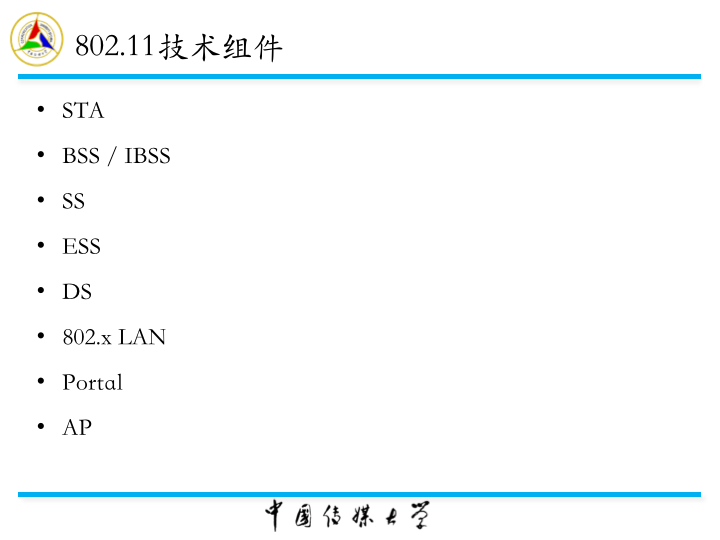 802.11技术组件
• STA
• BSS / IBSS
• SS
• ESS
• DS
• 802.x LAN
• Portal
• AP
中国传媒大学